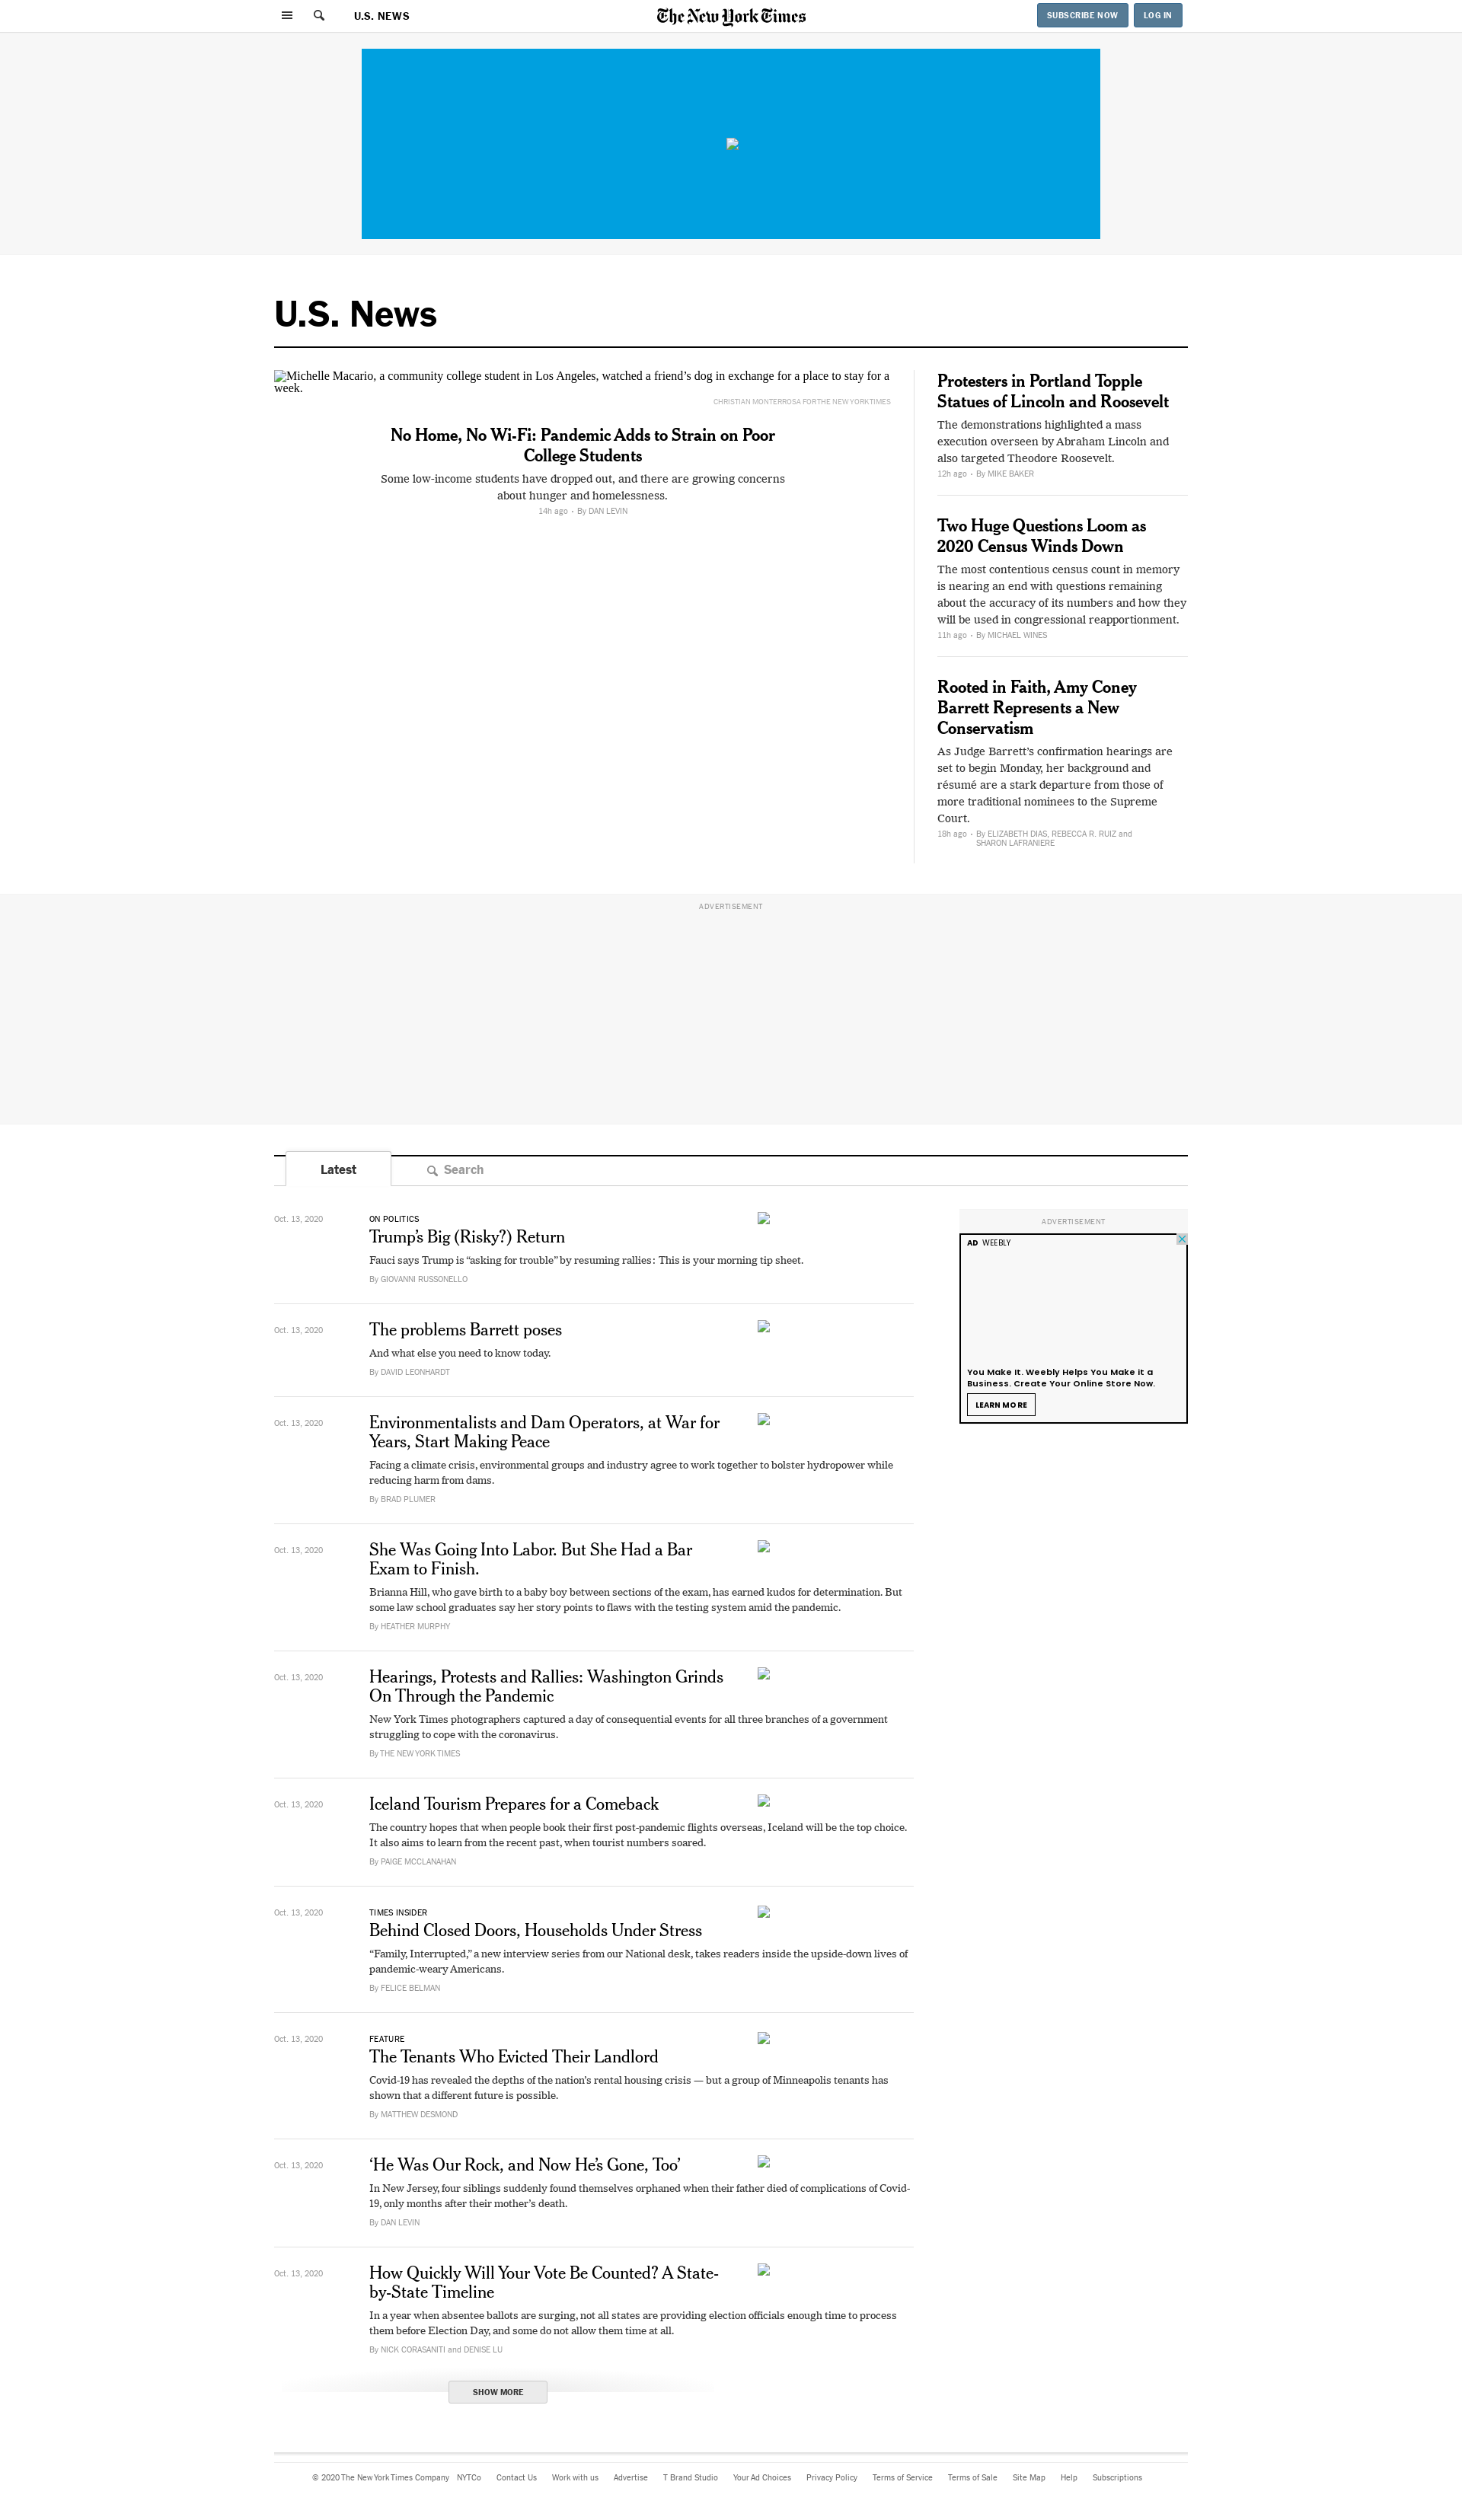 U.S. NEWS
The New York Times
SUBSCRIBE NOW
LOG IN
U.S. News
Michelle Macario, a community college student in Los Angeles, watched a friend’s dog in exchange for a place to stay for a
week.
CHRISTIAN MONTERROSA FOR THE NEW YORK TIMES
No Home, No Wi-Fi: Pandemic Adds to Strain on Poor
College Students
Some low-income students have dropped out, and there are growing concerns
about hunger and homelessness.
14h ago • By DAN LEVIN
Protesters in Portland Topple
Statues of Lincoln and Roosevelt
The demonstrations highlighted a mass
execution overseen by Abraham Lincoln and
also targeted Theodore Roosevelt.
12h ago • By MIKE BAKER
Two Huge Questions Loom as
2020 Census Winds Down
The most contentious census count in memory
is nearing an end with questions remaining
about the accuracy of its numbers and how they
will be used in congressional reapportionment.
11h ago • By MICHAEL WINES
Rooted in Faith, Amy Coney
Barrett Represents a New
Conservatism
As Judge Barrett’s confirmation hearings are
set to begin Monday, her background and
résumé are a stark departure from those of
more traditional nominees to the Supreme
Court.
18h ago • By ELIZABETH DIAS, REBECCA R. RUIZ and
SHARON LAFRANIERE
ADVERTISEMENT
Latest
Search
Oct. 13, 2020
ON POLITICS
Trump’s Big (Risky?) Return
Fauci says Trump is “asking for trouble” by resuming rallies: This is your morning tip sheet.
By GIOVANNI RUSSONELLO
ADVERTISEMENT
AD WEEBLY
You Make It. Weebly Helps You Make it a
Business. Create Your Online Store Now.
LEARN MORE
Oct. 13, 2020
The problems Barrett poses
And what else you need to know today.
By DAVID LEONHARDT
Oct. 13, 2020
Environmentalists and Dam Operators, at War for
Years, Start Making Peace
Facing a climate crisis, environmental groups and industry agree to work together to bolster hydropower while
reducing harm from dams.
By BRAD PLUMER
Oct. 13, 2020
She Was Going Into Labor. But She Had a Bar
Exam to Finish.
Brianna Hill, who gave birth to a baby boy between sections of the exam, has earned kudos for determination. But
some law school graduates say her story points to flaws with the testing system amid the pandemic.
By HEATHER MURPHY
Oct. 13, 2020
Hearings, Protests and Rallies: Washington Grinds
On Through the Pandemic
New York Times photographers captured a day of consequential events for all three branches of a government
struggling to cope with the coronavirus.
By THE NEW YORK TIMES
Oct. 13, 2020
Iceland Tourism Prepares for a Comeback
The country hopes that when people book their first post-pandemic flights overseas, Iceland will be the top choice.
It also aims to learn from the recent past, when tourist numbers soared.
By PAIGE MCCLANAHAN
Oct. 13, 2020
TIMES INSIDER
Behind Closed Doors, Households Under Stress
“Family, Interrupted,” a new interview series from our National desk, takes readers inside the upside-down lives of
pandemic-weary Americans.
By FELICE BELMAN
Oct. 13, 2020
FEATURE
The Tenants Who Evicted Their Landlord
Covid-19 has revealed the depths of the nation’s rental housing crisis — but a group of Minneapolis tenants has
shown that a different future is possible.
By MATTHEW DESMOND
Oct. 13, 2020
‘He Was Our Rock, and Now He’s Gone, Too’
In New Jersey, four siblings suddenly found themselves orphaned when their father died of complications of Covid-
19, only months after their mother’s death.
By DAN LEVIN
Oct. 13, 2020
How Quickly Will Your Vote Be Counted? A State-
by-State Timeline
In a year when absentee ballots are surging, not all states are providing election officials enough time to process
them before Election Day, and some do not allow them time at all.
By NICK CORASANITI and DENISE LU
SHOW MORE
© 2020 The New York Times Company NYTCo Contact Us Work with us Advertise T Brand Studio Your Ad Choices Privacy Policy Terms of Service Terms of Sale Site Map Help Subscriptions